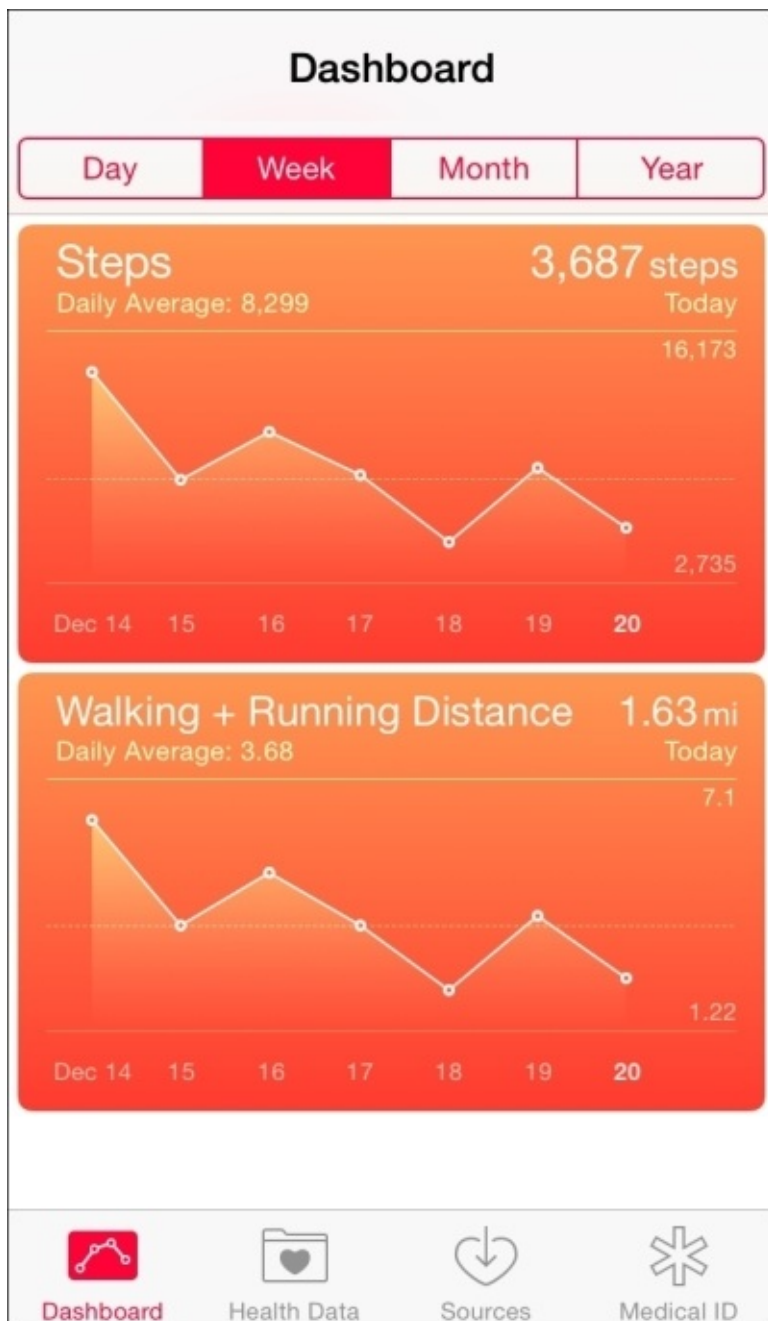 Dashboard
Day Week Month Year
Steps 3,687 steps
Daily Average: 8,299 Today
16,173
2,735
Dec 14 15 16 17 18 19 20
Walking + Running Distance 1.63 mi
Daily Average: 3.68 Today
7.1
1.22
Dec 14 15 16 17 18 19 20
Dashboard Health Data Sources Medical ID